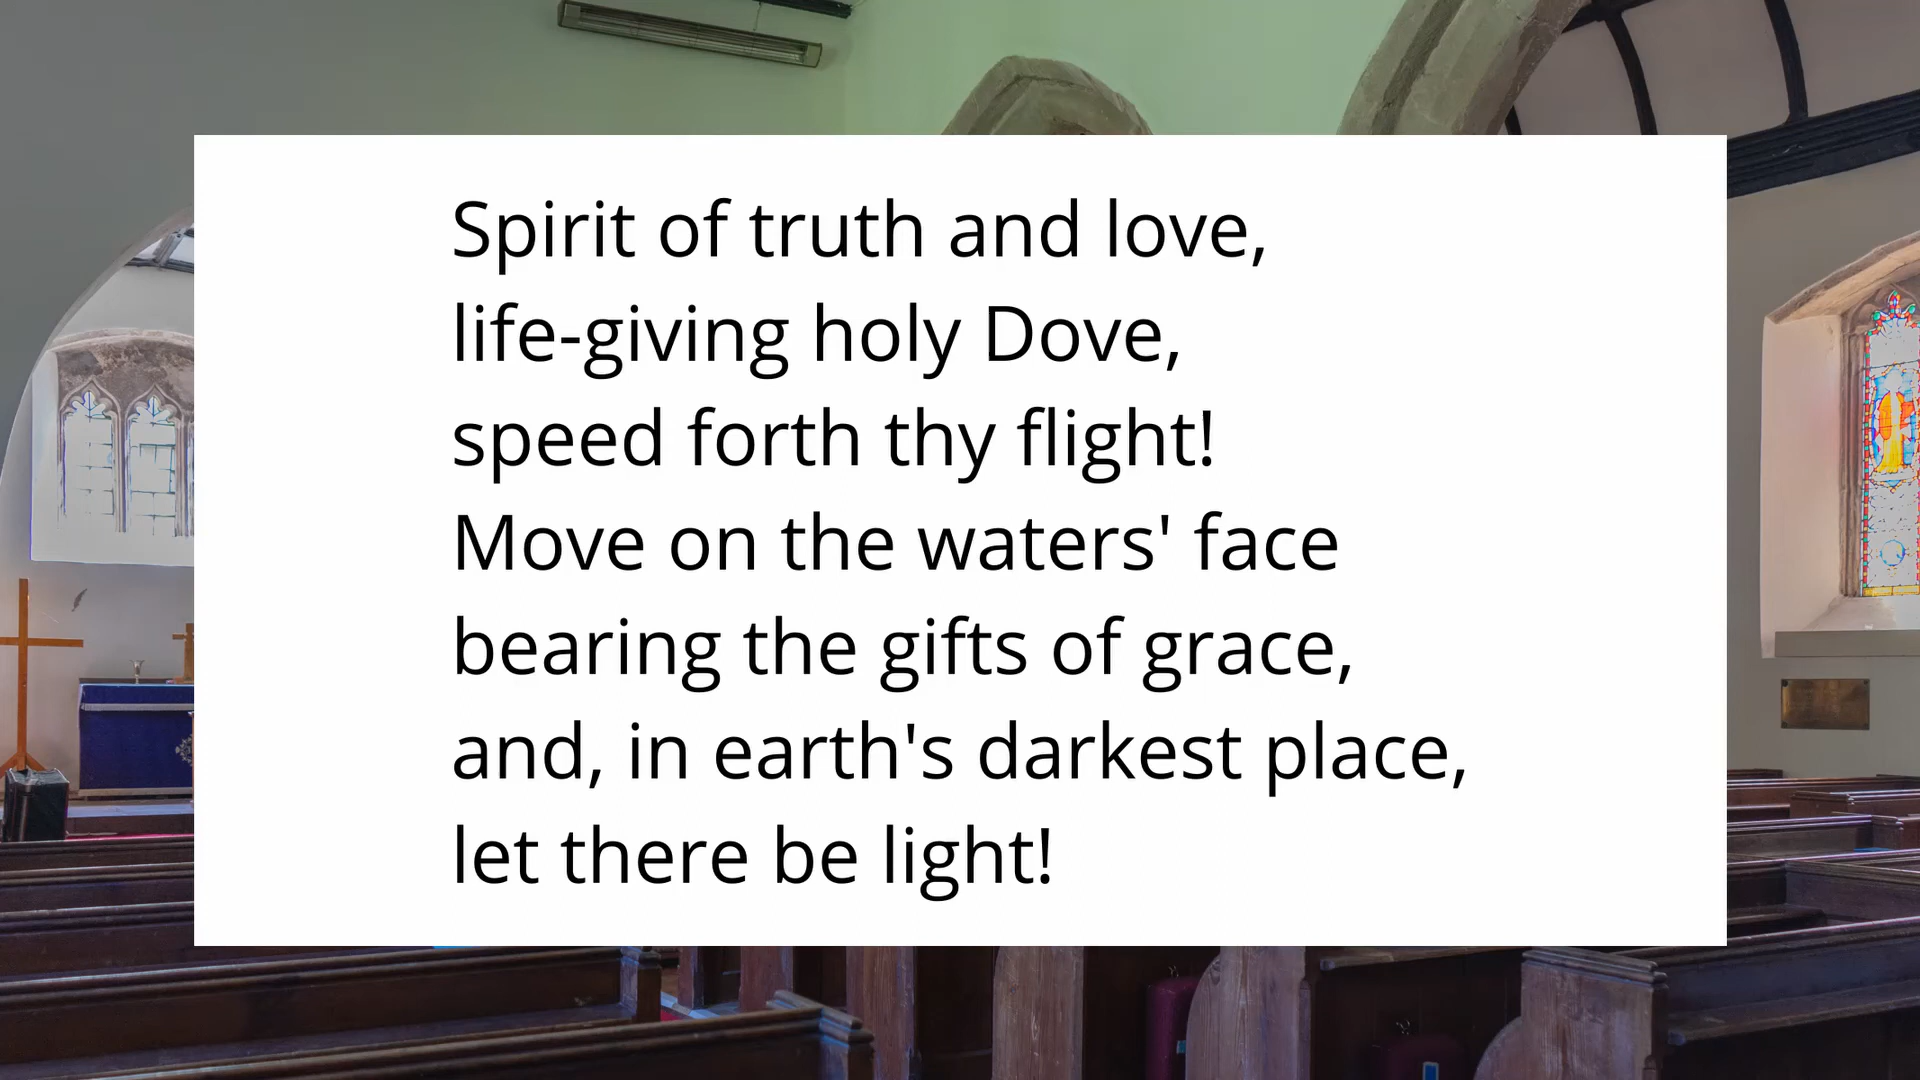 Spirit of truth and love,
life-giving holy Dove,
speed forth thy flight!
Move on the waters' face
bearing the gifts of grace,
and, in earth's darkest place,
let there be light!